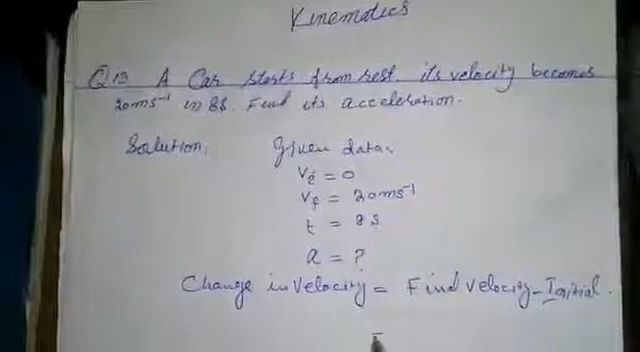 Kinematics
Q13 A Car starts from rest. its velocity becomes
20ms⁻¹ in 8s. Find its acceleration.
Solution: Given data.
Vi = 0
Vf = 20ms⁻¹
t = 8s
a = ?
Change in velocity = Final velocity - Initial.
=